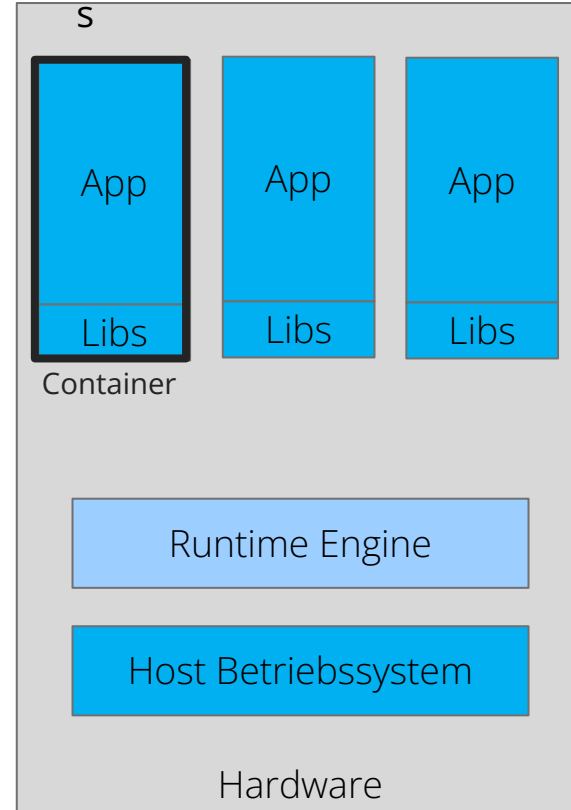 s
App
App
App
Libs
Libs
Libs
Container
Runtime Engine
Host Betriebssystem
Hardware